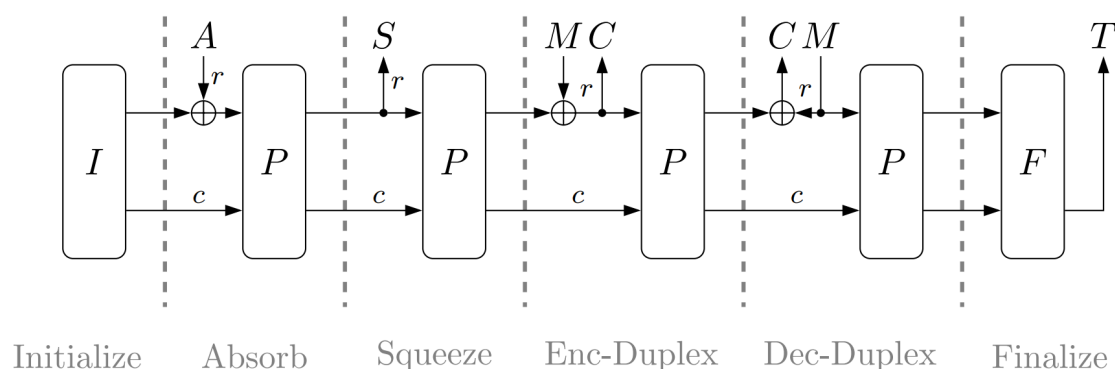 A S M C C M T
r r r r
I P P P P F
c c c c
Initialize Absorb Squeeze Enc-Duplex Dec-Duplex Finalize